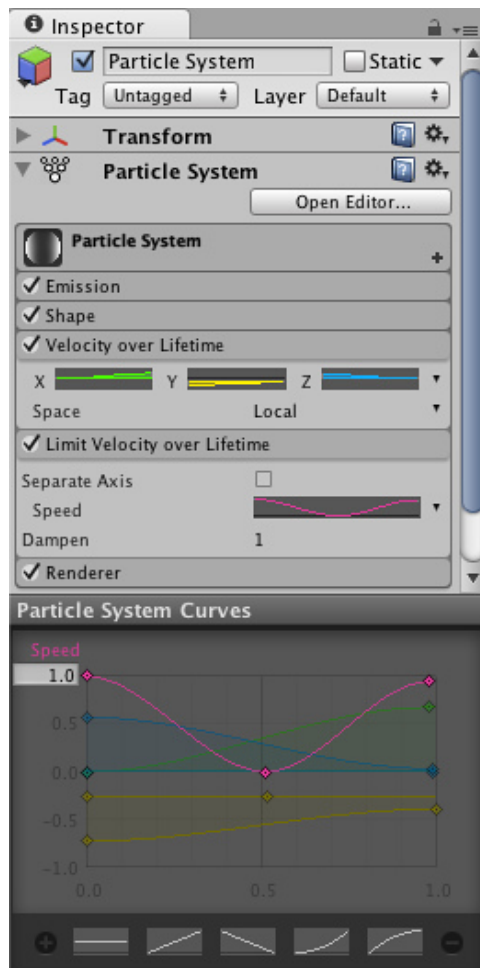 Inspector
Particle System Static
Tag Untagged Layer Default
Transform
Particle System
Open Editor...
Particle System
Emission
Shape
Velocity over Lifetime
X Y Z
Space Local
Limit Velocity over Lifetime
Separate Axis
Speed
Dampen 1
Renderer
Particle System Curves
Speed
1.0
0.5
0.0
-0.5
-1.0
0.0 0.5 1.0